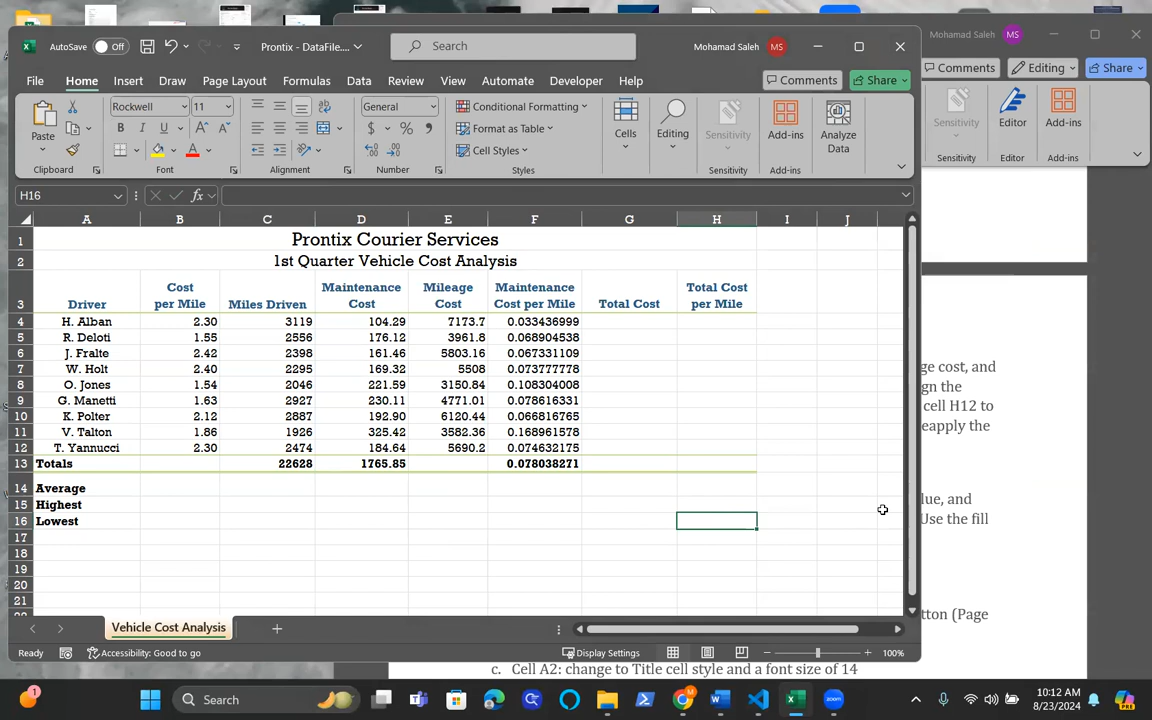 Mohamad Saleh MS
AutoSave Off Prontix - DataFile.... Search Mohamad Saleh MS
Comments Editing Share
File Home Insert Draw Page Layout Formulas Data Review View Automate Developer Help Comments Share
Rockwell 11 General Conditional Formatting
Paste B I U A A $ % Format as Table Cells Editing Sensitivity Add-ins Analyze Data
Cell Styles
Sensitivity Editor Add-ins
Clipboard Font Alignment Number Styles Sensitivity Add-ins
Sensitivity Editor Add-ins
H16 fx
A B C D E F G H I J
1 Prontix Courier Services
2 1st Quarter Vehicle Cost Analysis
Cost Maintenance Mileage Maintenance Total Cost
3 Driver per Mile Miles Driven Cost Cost Cost per Mile Total Cost per Mile
4 H. Alban 2.30 3119 104.29 7173.7 0.033436999
5 R. Deloti 1.55 2556 176.12 3961.8 0.068904538
6 J. Fralte 2.42 2398 161.46 5803.16 0.067331109
7 W. Holt 2.40 2295 169.32 5508 0.073777778
8 O. Jones 1.54 2046 221.59 3150.84 0.108304008
9 G. Manetti 1.63 2927 230.11 4771.01 0.078616331
10 K. Polter 2.12 2887 192.90 6120.44 0.066816765
11 V. Talton 1.86 1926 325.42 3582.36 0.168961578
12 T. Yannucci 2.30 2474 184.64 5690.2 0.074632175
13 Totals 22628 1765.85 0.078038271
14 Average
15 Highest
16 Lowest
17
18
19
20
21
ge cost, and
ign the
cell H12 to
eapply the
lue, and
Use the fill
tton (Page
c. Cell A2: change to Title cell style and a font size of 14
Vehicle Cost Analysis
Ready Accessibility: Good to go Display Settings 100%
1 Search M zoom PRE
10:12 AM
8/23/2024